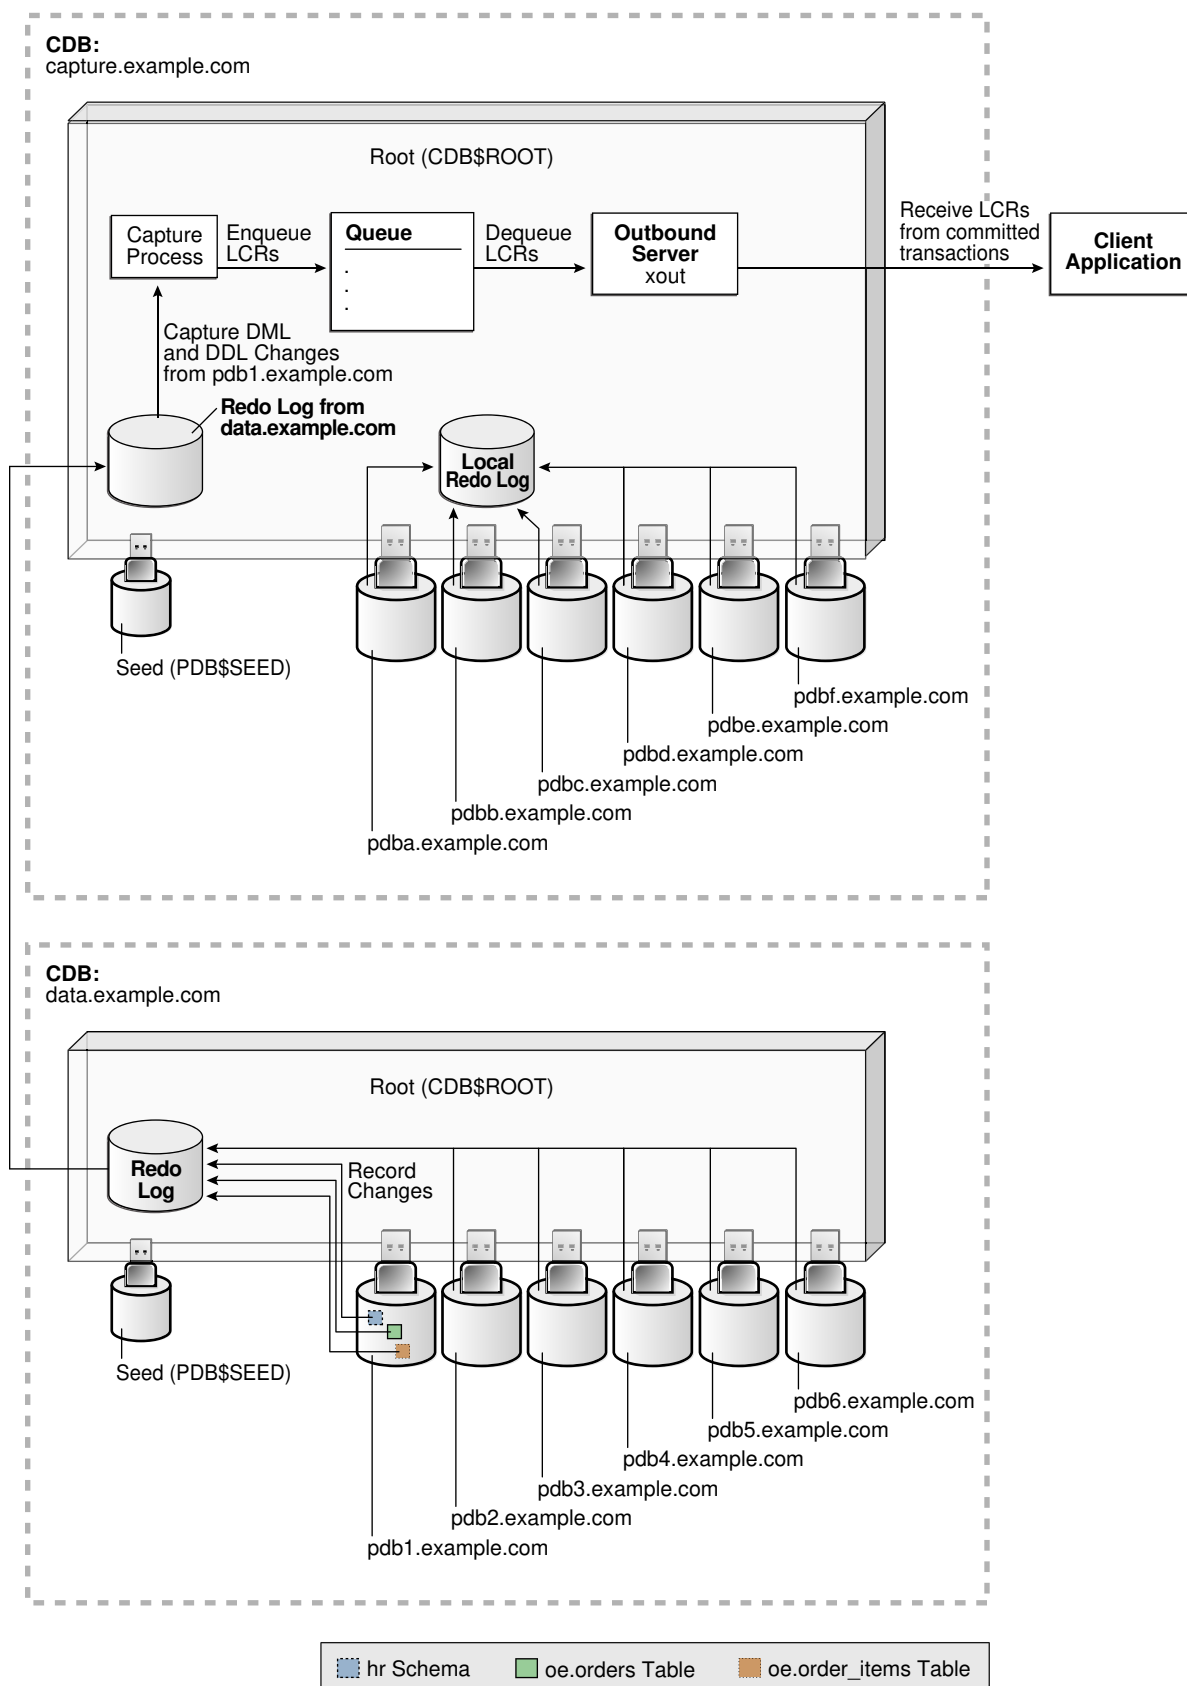 CDB:
capture.example.com
Root (CDB$ROOT)
Capture
Process
Enqueue
LCRs
Queue
.
.
.
Dequeue
LCRs
Outbound
Server
xout
Receive LCRs
from committed
transactions
Client
Application
Capture DML
and DDL Changes
from pdb1.example.com
Redo Log from
data.example.com
Local
Redo Log
Seed (PDB$SEED)
pdbf.example.com
pdbe.example.com
pdbd.example.com
pdbc.example.com
pdbb.example.com
pdba.example.com
CDB:
data.example.com
Root (CDB$ROOT)
Redo
Log
Record
Changes
Seed (PDB$SEED)
pdb6.example.com
pdb5.example.com
pdb4.example.com
pdb3.example.com
pdb2.example.com
pdb1.example.com
hr Schema
oe.orders Table
oe.order_items Table